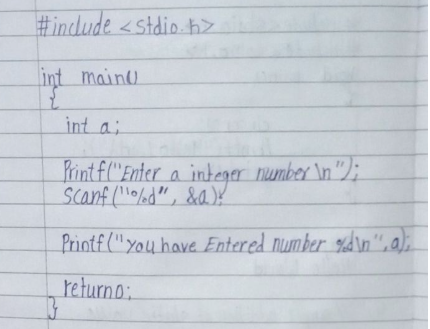 #include <stdio.h>
int main()
{
int a;
Printf("Enter a integer number \n");
Scanf("%d", &a);
Printf("you have Entered number %d\n", a);
return0;
}